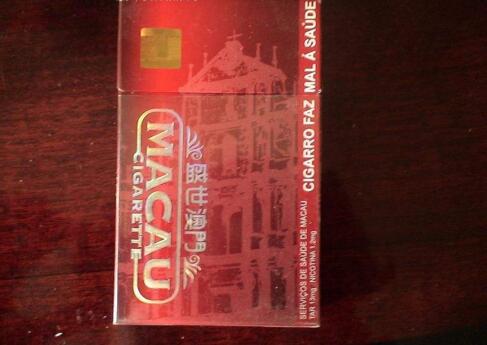 MACAU
CIGARETTE
盛世澳門
CIGARRO FAZ MAL Á SAÚDE
SERVIÇOS DE SAÚDE DE MACAU
TAR 13mg . NICOTINA 1.2mg